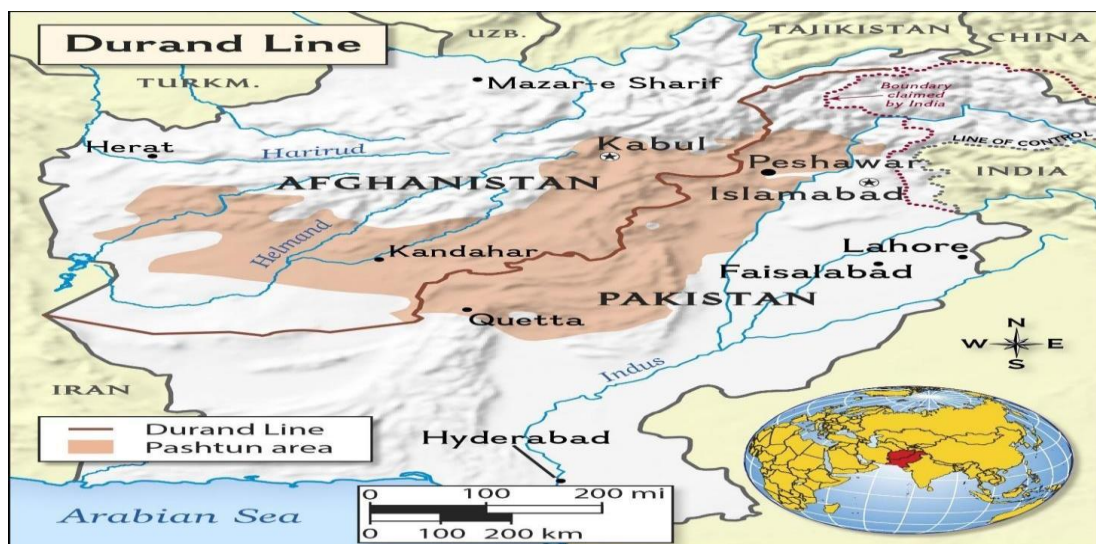 Durand Line
UZB.
TAJIKISTAN
CHINA
TURKM.
Mazar-e Sharif
Boundary
claimed
by India
Herat
Harirud
Kabul
LINE OF CONTROL
Peshawar
INDIA
AFGHANISTAN
Islamabad
Helmand
Kandahar
Lahore
Faisalabad
PAKISTAN
Quetta
N
W E
S
Indus
IRAN
Durand Line
Pashtun area
Hyderabad
0 100 200 mi
0 100 200 km
Arabian Sea